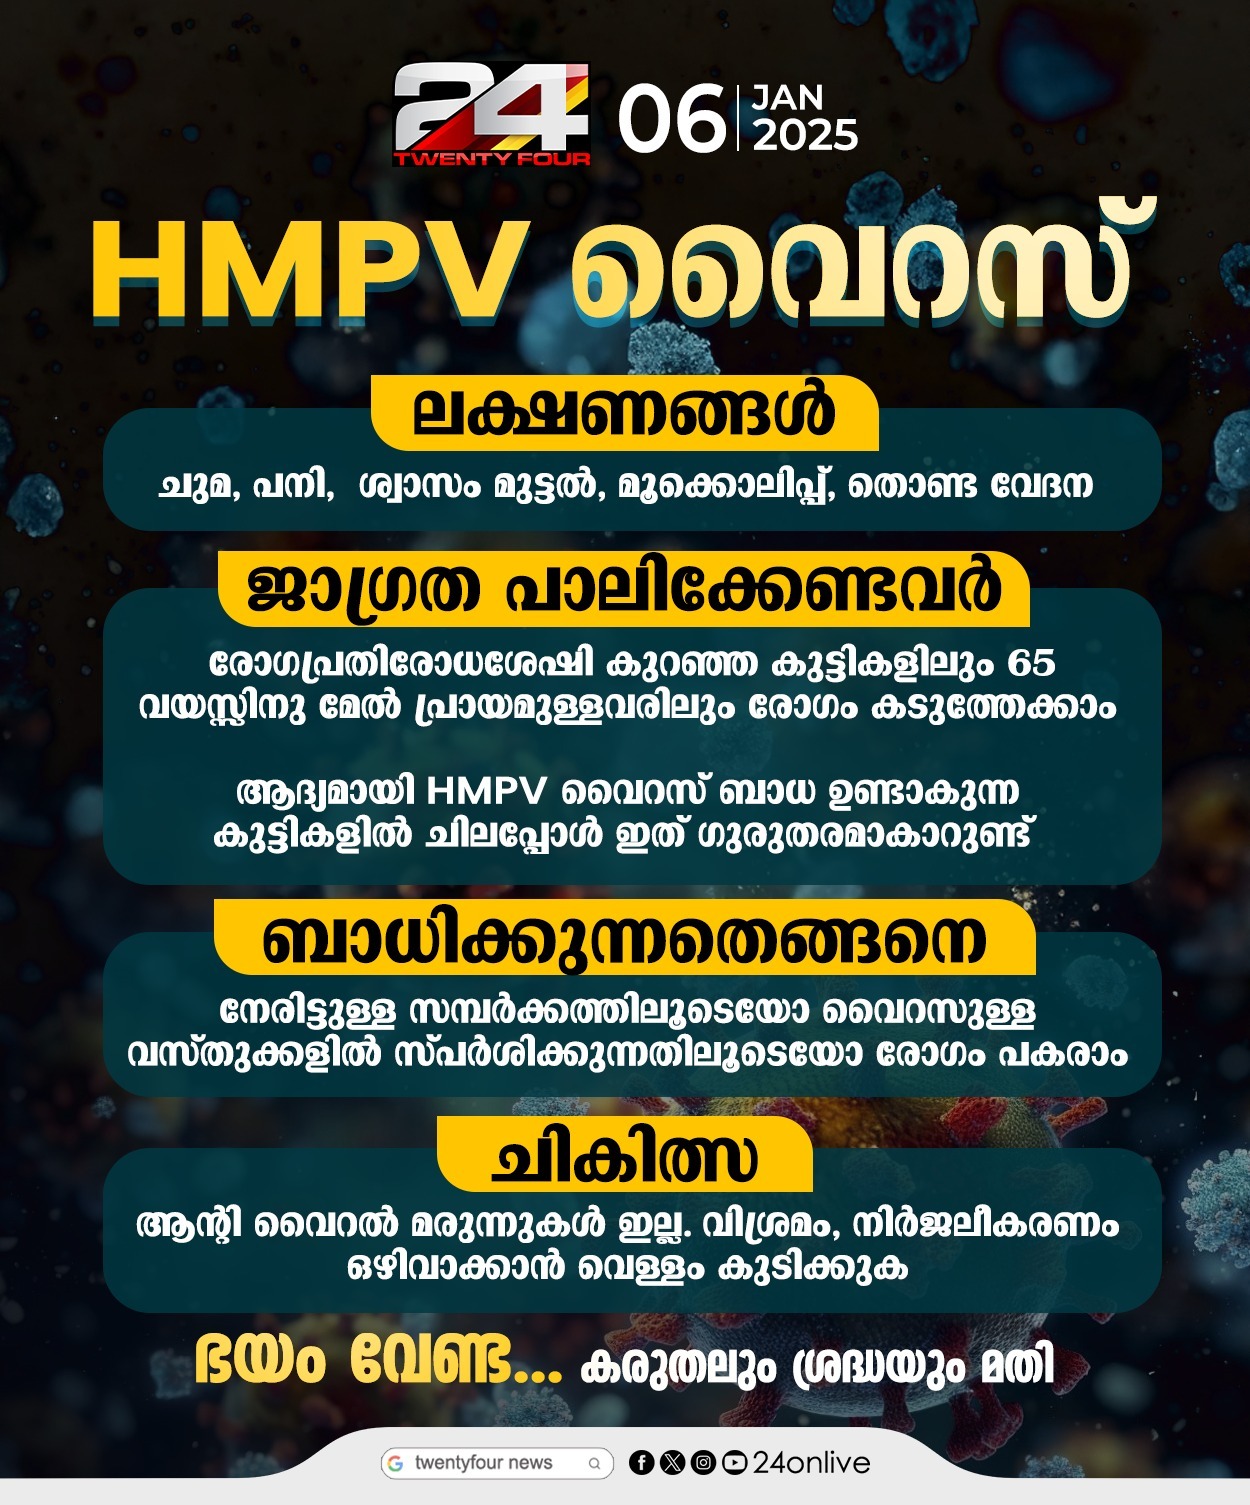 24
TWENTY FOUR
06 JAN
2025
HMPV വൈറസ്
ലക്ഷണങ്ങൾ
ചുമ, പനി, ശ്വാസം മുട്ടൽ, മൂക്കൊലിപ്പ്, തൊണ്ട വേദന
ജാഗ്രത പാലിക്കേണ്ടവർ
രോഗപ്രതിരോധശേഷി കുറഞ്ഞ കുട്ടികളിലും 65
വയസ്സിനു മേൽ പ്രായമുള്ളവരിലും രോഗം കടുത്തേക്കാം
ആദ്യമായി HMPV വൈറസ് ബാധ ഉണ്ടാകുന്ന
കുട്ടികളിൽ ചിലപ്പോൾ ഇത് ഗുരുതരമാകാറുണ്ട്
ബാധിക്കുന്നതെങ്ങനെ
നേരിട്ടുള്ള സമ്പർക്കത്തിലൂടെയോ വൈറസുള്ള
വസ്തുക്കളിൽ സ്പർശിക്കുന്നതിലൂടെയോ രോഗം പകരാം
ചികിത്സ
ആന്റി വൈറൽ മരുന്നുകൾ ഇല്ല. വിശ്രമം, നിർജലീകരണം
ഒഴിവാക്കാൻ വെള്ളം കുടിക്കുക
ഭയം വേണ്ട... കരുതലും ശ്രദ്ധയും മതി
twentyfour news 24onlive